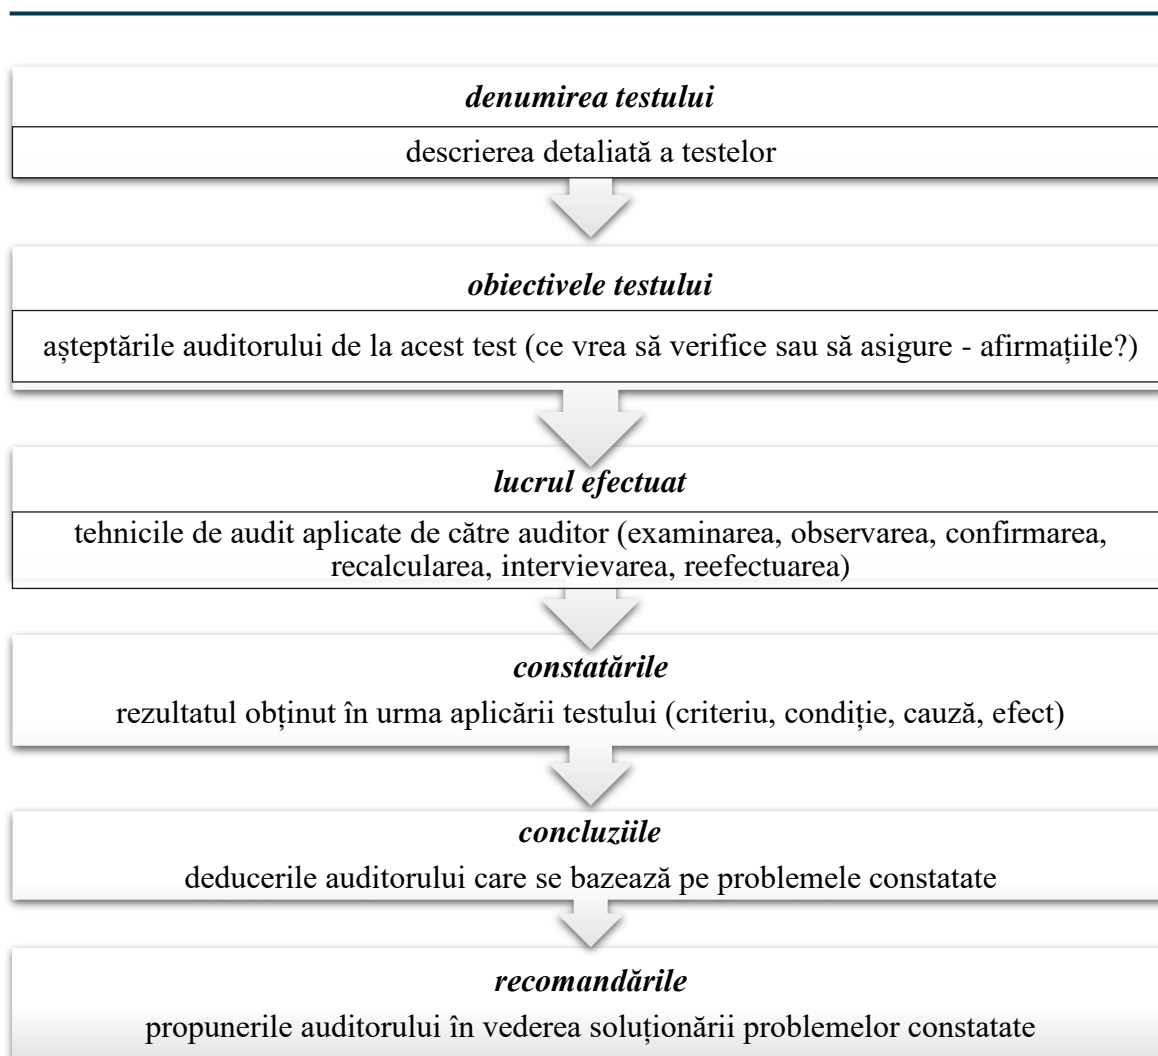 denumirea testului
descrierea detaliată a testelor
obiectivele testului
așteptările auditorului de la acest test (ce vrea să verifice sau să asigure - afirmațiile?)
lucrul efectuat
tehnicile de audit aplicate de către auditor (examinarea, observarea, confirmarea,
recalcularea, intervievarea, reefectuarea)
constatările
rezultatul obținut în urma aplicării testului (criteriu, condiție, cauză, efect)
concluziile
deducerile auditorului care se bazează pe problemele constatate
recomandările
propunerile auditorului în vederea soluționării problemelor constatate